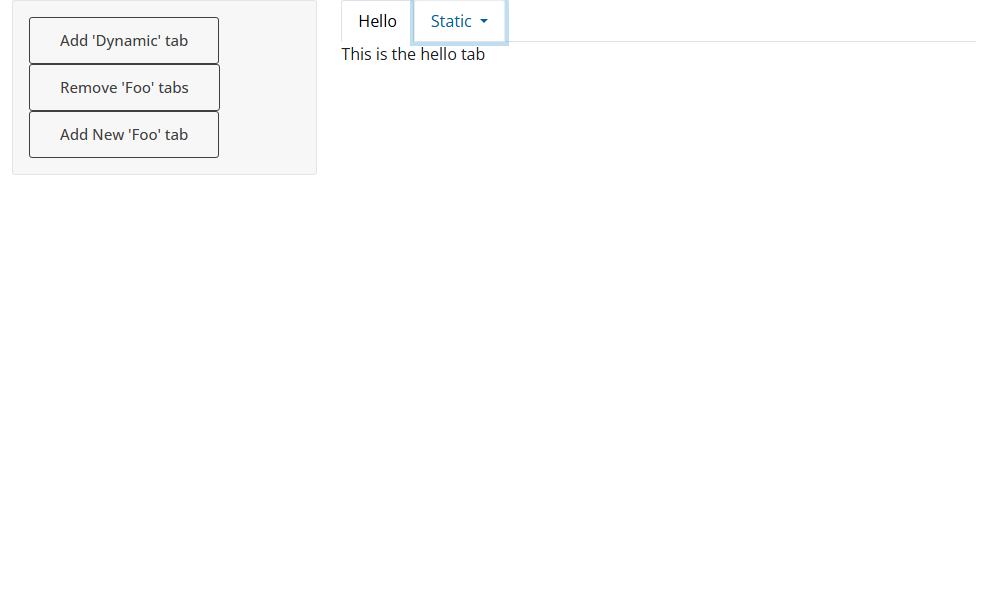 Add 'Dynamic' tab
Remove 'Foo' tabs
Add New 'Foo' tab
Hello
Static
This is the hello tab